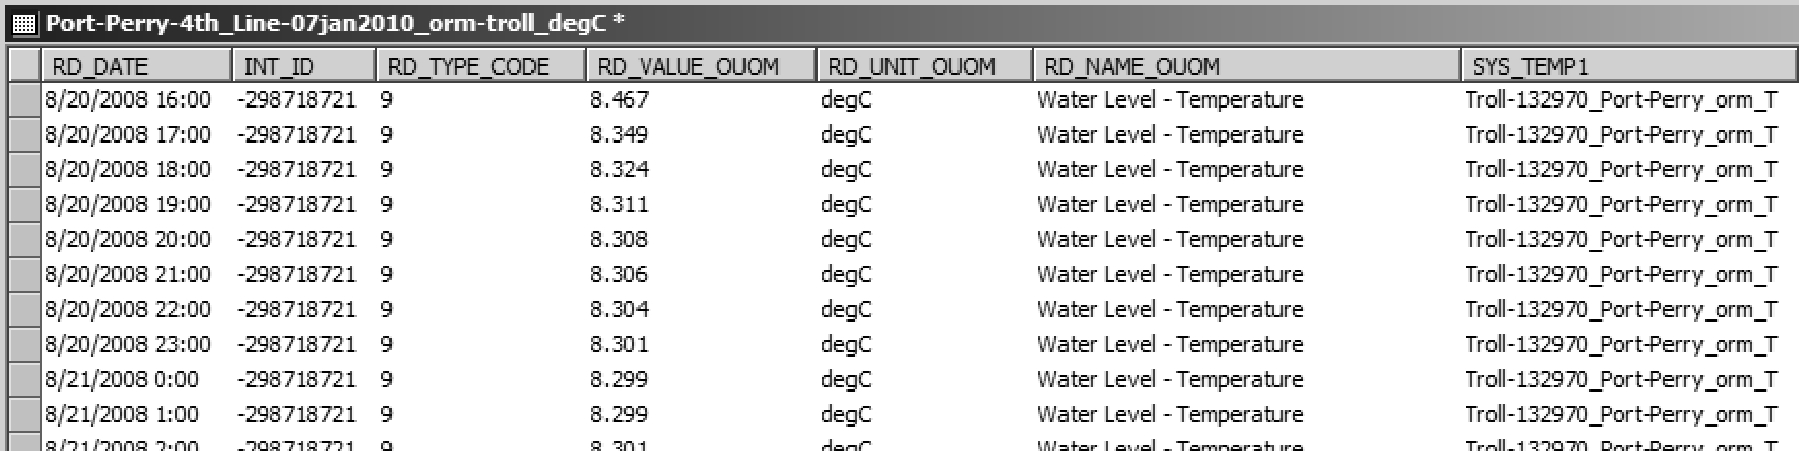 Port-Perry-4th_Line-07jan2010_orm-troll_degC *
RD_DATE INT_ID RD_TYPE_CODE RD_VALUE_OUOM RD_UNIT_OUOM RD_NAME_OUOM SYS_TEMP1
8/20/2008 16:00 -298718721 9 8.467 degC Water Level - Temperature Troll-132970_Port-Perry_orm_T
8/20/2008 17:00 -298718721 9 8.349 degC Water Level - Temperature Troll-132970_Port-Perry_orm_T
8/20/2008 18:00 -298718721 9 8.324 degC Water Level - Temperature Troll-132970_Port-Perry_orm_T
8/20/2008 19:00 -298718721 9 8.311 degC Water Level - Temperature Troll-132970_Port-Perry_orm_T
8/20/2008 20:00 -298718721 9 8.308 degC Water Level - Temperature Troll-132970_Port-Perry_orm_T
8/20/2008 21:00 -298718721 9 8.306 degC Water Level - Temperature Troll-132970_Port-Perry_orm_T
8/20/2008 22:00 -298718721 9 8.304 degC Water Level - Temperature Troll-132970_Port-Perry_orm_T
8/20/2008 23:00 -298718721 9 8.301 degC Water Level - Temperature Troll-132970_Port-Perry_orm_T
8/21/2008 0:00 -298718721 9 8.299 degC Water Level - Temperature Troll-132970_Port-Perry_orm_T
8/21/2008 1:00 -298718721 9 8.299 degC Water Level - Temperature Troll-132970_Port-Perry_orm_T
8/21/2008 2:00 -298718721 9 8.301 degC Water Level - Temperature Troll-132970_Port-Perry_orm_T